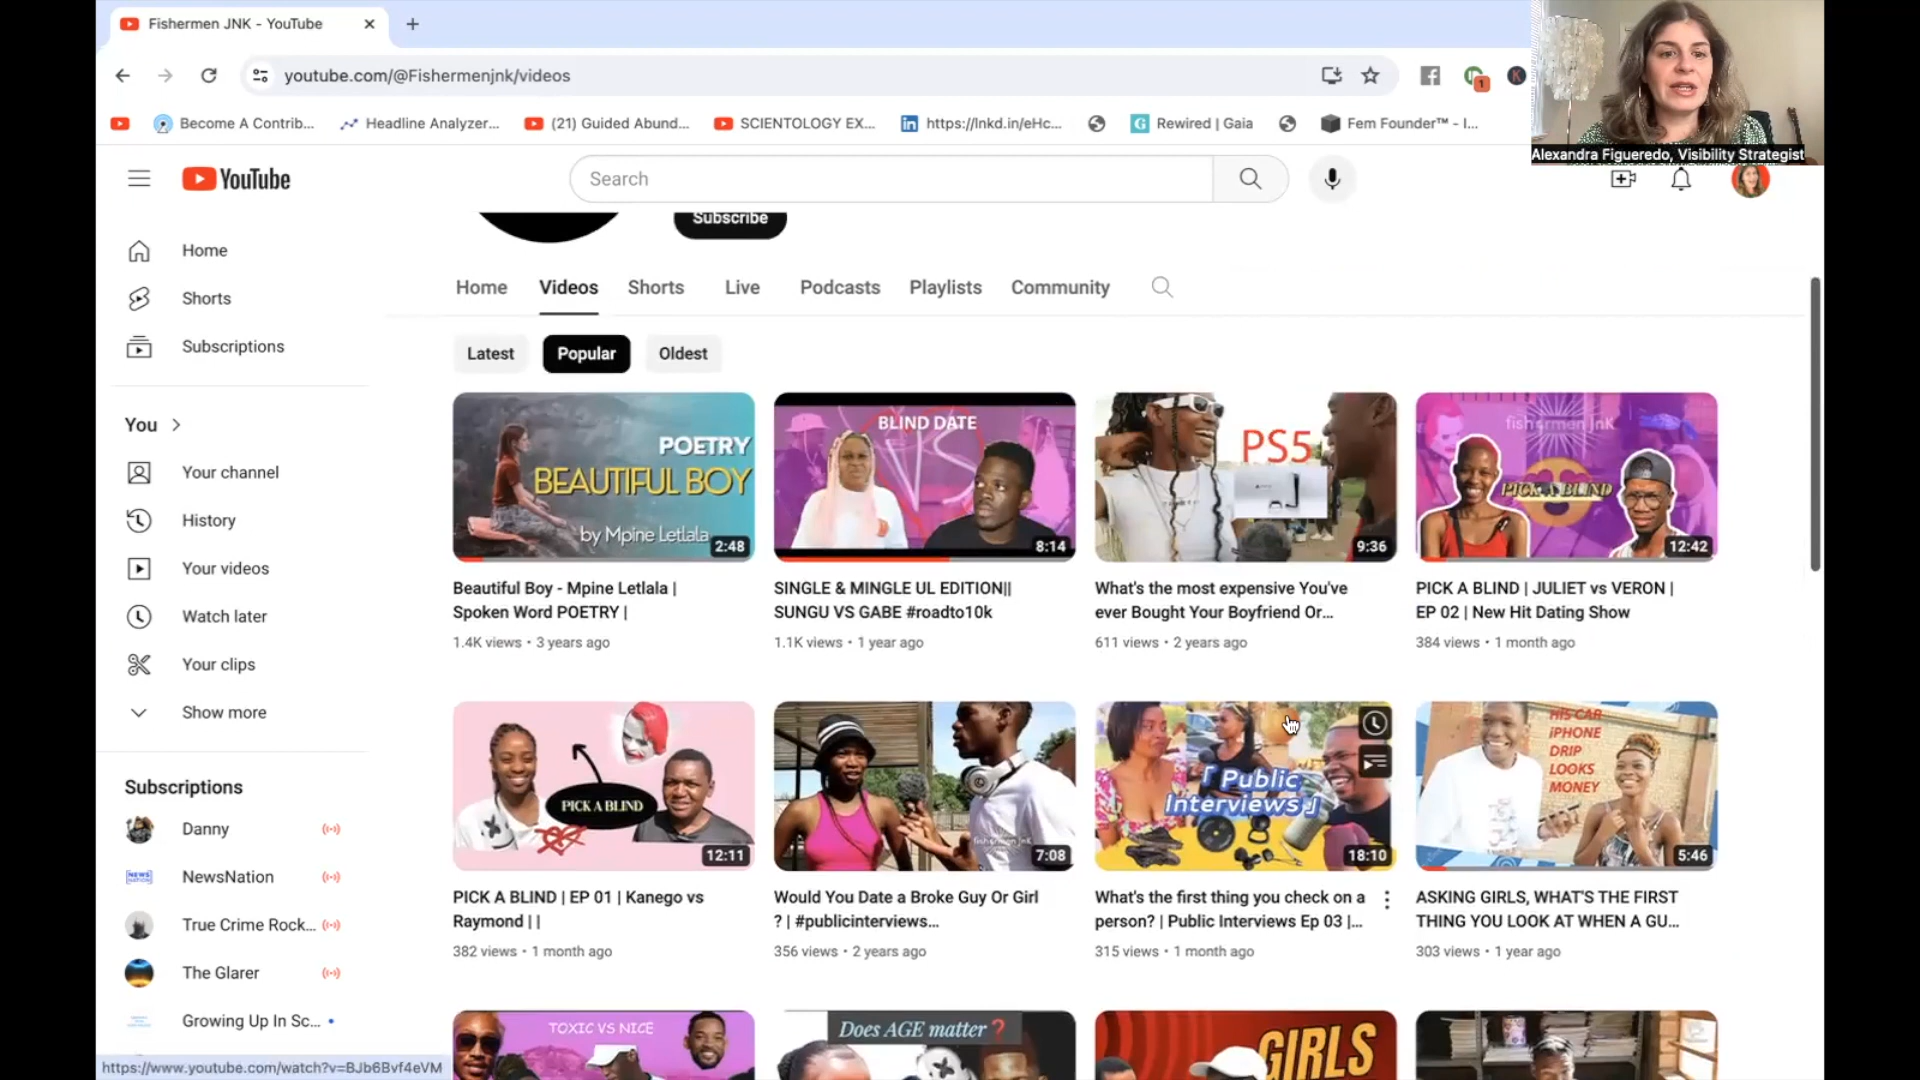 Fishermen JNK - YouTube
youtube.com/@Fishermenjnk/videos
1
K
Become A Contrib...
Headline Analyzer...
(21) Guided Abund...
SCIENTOLOGY EX...
https://lnkd.in/eHc...
Rewired | Gaia
Fem Founder™ - I...
Alexandra Figueredo, Visibility Strategist
YouTube
Search
Subscribe
Home
Shorts
Subscriptions
You
Your channel
History
Your videos
Watch later
Your clips
Show more
Subscriptions
Danny
NewsNation
True Crime Rock...
The Glarer
Growing Up In Sc...
Home
Videos
Shorts
Live
Podcasts
Playlists
Community
Latest
Popular
Oldest
POETRY
BEAUTIFUL BOY
by Mpine Letlala
2:48
Beautiful Boy - Mpine Letlala |
Spoken Word POETRY |
1.4K views • 3 years ago
BLIND DATE
VS
8:14
SINGLE & MINGLE UL EDITION||
SUNGU VS GABE #roadto10k
1.1K views • 1 year ago
PS5
9:36
What's the most expensive You've
ever Bought Your Boyfriend Or...
611 views • 2 years ago
fishermen jnk
PICK A BLIND
12:42
PICK A BLIND | JULIET vs VERON |
EP 02 | New Hit Dating Show
384 views • 1 month ago
PICK A BLIND
12:11
PICK A BLIND | EP 01 | Kanego vs
Raymond | |
382 views • 1 month ago
fishermen jnk
7:08
Would You Date a Broke Guy Or Girl
? | #publicinterviews...
356 views • 2 years ago
「 Public
Interviews 」
18:10
What's the first thing you check on a
person? | Public Interviews Ep 03 |...
315 views • 1 month ago
HIS CAR
iPHONE
DRIP
LOOKS
MONEY
5:46
ASKING GIRLS, WHAT'S THE FIRST
THING YOU LOOK AT WHEN A GU...
303 views • 1 year ago
TOXIC VS NICE
Does AGE matter ?
GIRLS
https://www.youtube.com/watch?v=BJb6Bvf4eVM